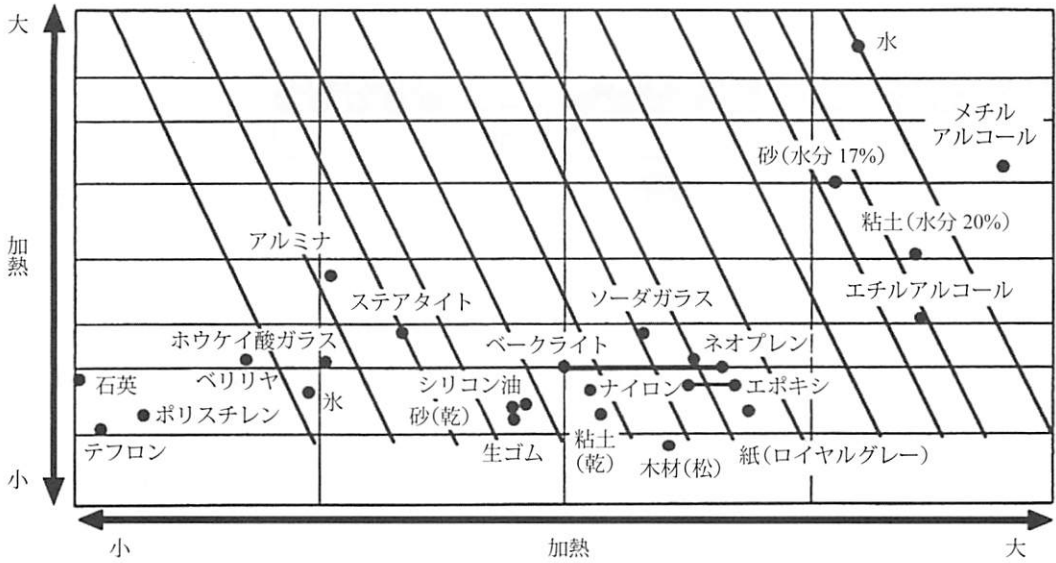 大
加熱
小
水
メチル
アルコール
砂(水分 17%)
粘土(水分 20%)
アルミナ
エチルアルコール
ステアタイト
ソーダガラス
ホウケイ酸ガラス
ベークライト
ネオプレン
石英
ベリリヤ
氷
シリコン油
ナイロン
エポキシ
ポリスチレン
砂(乾)
テフロン
生ゴム
粘土
(乾)
木材(松)
紙(ロイヤルグレー)
小
加熱
大